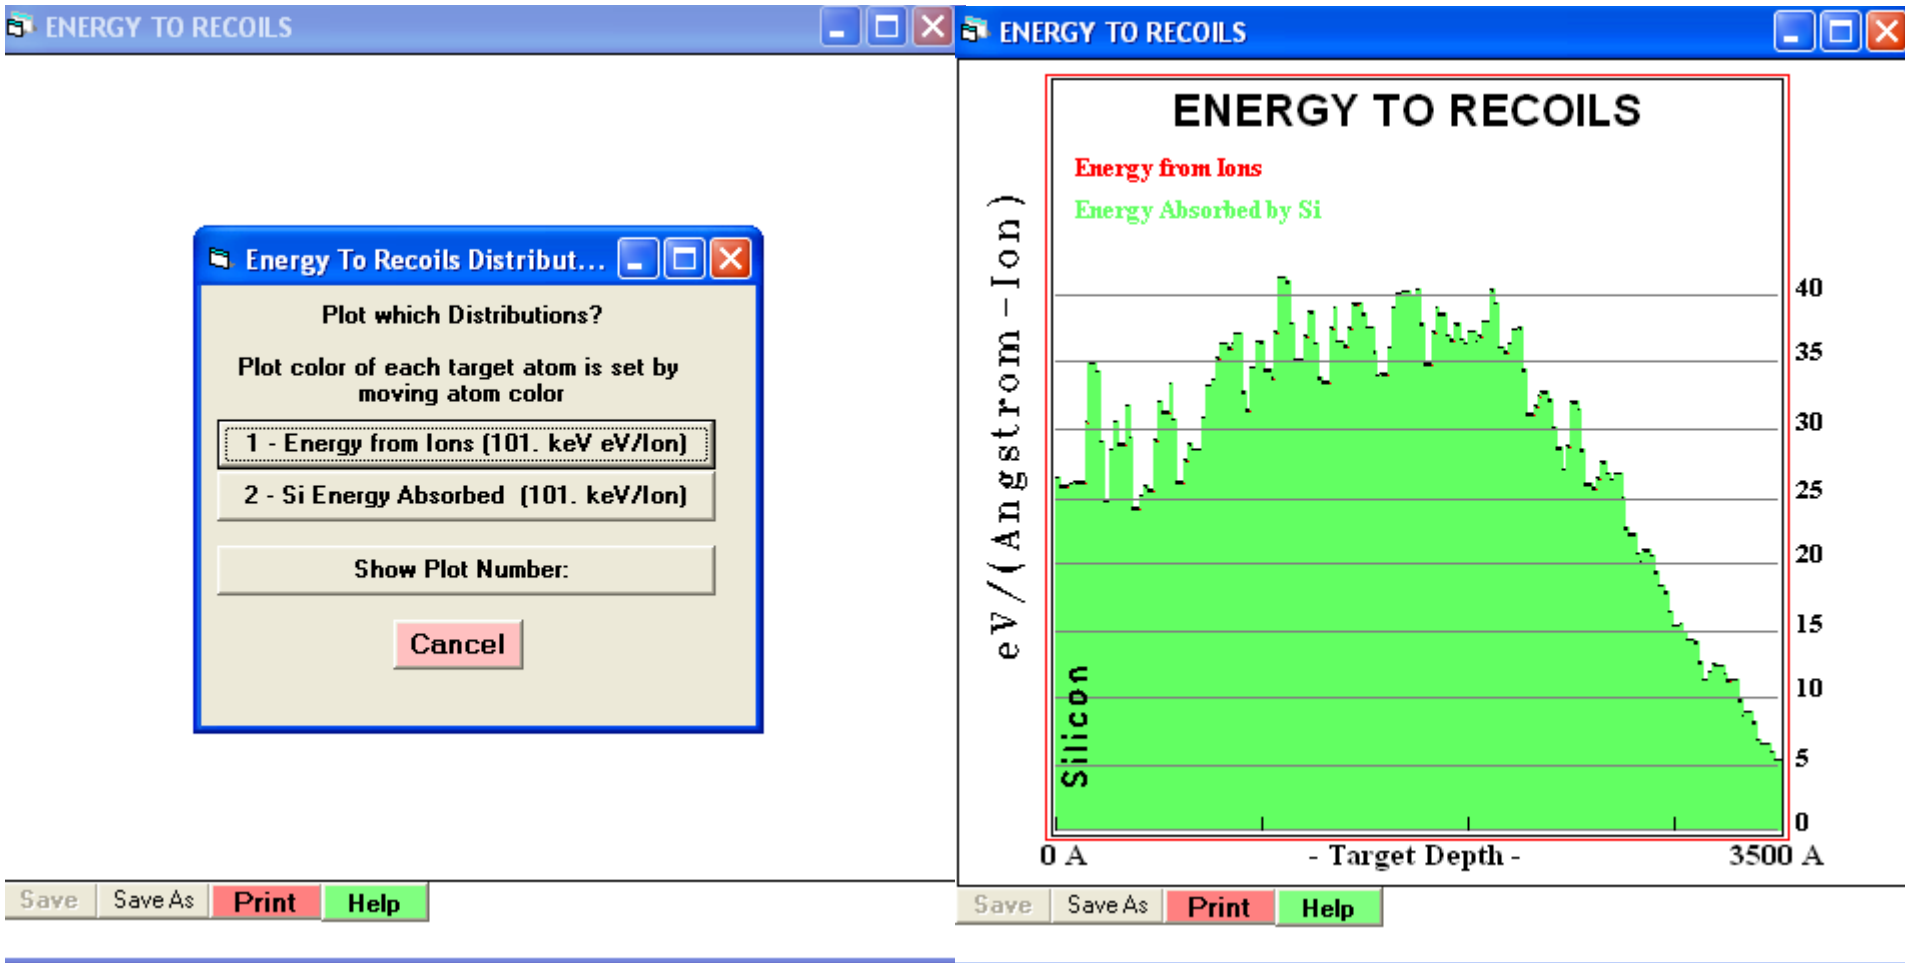 ENERGY TO RECOILS
Energy To Recoils Distribut...
Plot which Distributions?
Plot color of each target atom is set by
moving atom color
1 - Energy from Ions (101. keV eV/Ion)
2 - Si Energy Absorbed (101. keV/Ion)
Show Plot Number:
Cancel
Save
Save As
Print
Help
ENERGY TO RECOILS
ENERGY TO RECOILS
Energy from Ions
Energy Absorbed by Si
eV/(Angstrom-Ion)
40
35
30
25
20
15
10
5
0
Silicon
0 A
- Target Depth -
3500 A
Save
Save As
Print
Help